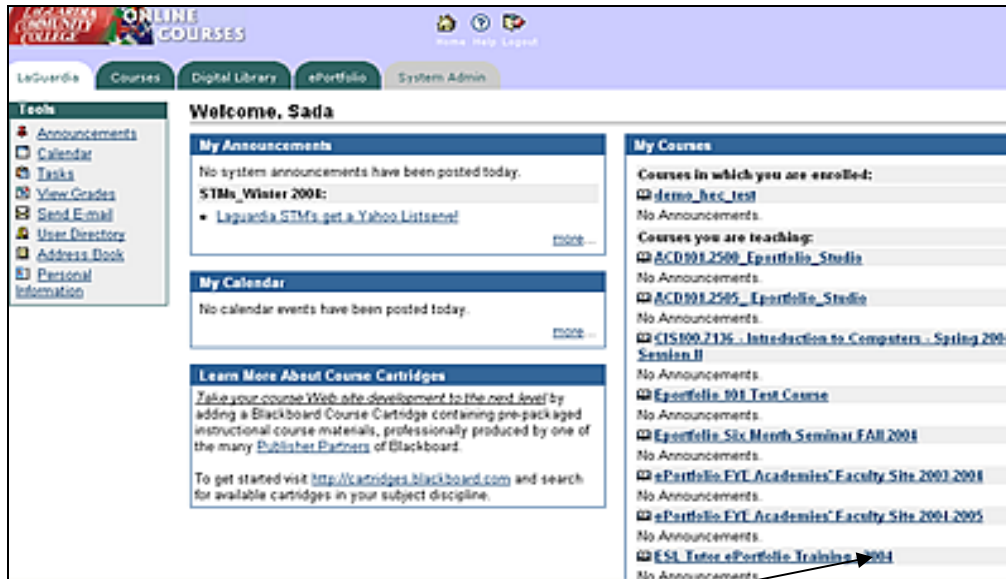 LAGUARDIA
COMMUNITY
COLLEGE
ONLINE
COURSES
Home Help Logout
LaGuardia
Courses
Digital Library
ePortfolio
System Admin
Tools
Announcements
Calendar
Tasks
View Grades
Send E-mail
User Directory
Address Book
Personal
Information
Welcome, Sada
My Announcements
No system announcements have been posted today.
STMs_Winter 2004:
Laguardia STM's get a Yahoo Listserve!
more...
My Calendar
No calendar events have been posted today.
more...
Learn More About Course Cartridges
Take your course Web site development to the next level by
adding a Blackboard Course Cartridge containing pre-packaged
instructional course materials, professionally produced by one of
the many Publisher Partners of Blackboard.
To get started visit http://cartridges.blackboard.com and search
for available cartridges in your subject discipline.
My Courses
Courses in which you are enrolled:
demo_hec_test
No Announcements.
Courses you are teaching:
ACD101.2500_Eportfolio_Studio
No Announcements.
ACD101.2505_ Eportfolio_Studio
No Announcements.
CIS100.7136 - Introduction to Computers - Spring 200
Session II
No Announcements.
Eportfolio 101 Test Course
No Announcements.
Eportfolio Six Month Seminar FAll 2004
No Announcements.
ePortfolio FYE Academies' Faculty Site 2003-2004
No Announcements.
ePortfolio FYE Academies' Faculty Site 2004-2005
No Announcements.
ESL Tutor ePortfolio Training - 2004
No Announcements.